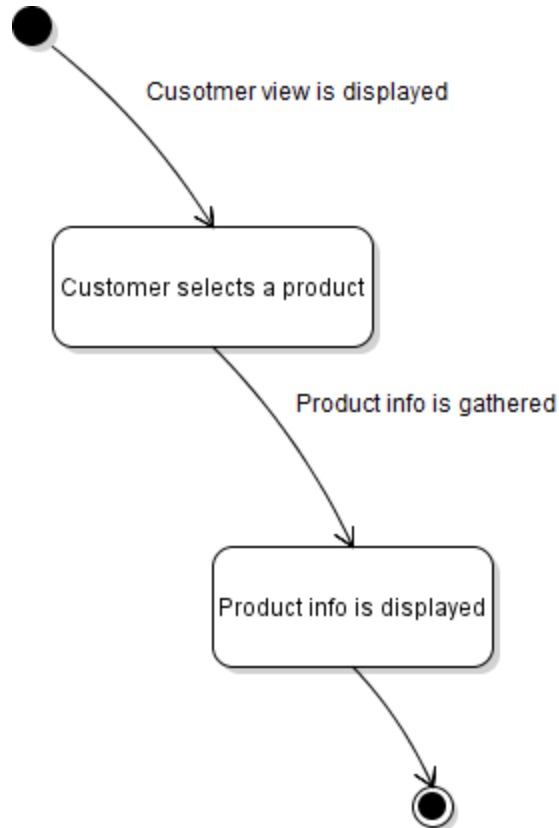 Cusotmer view is displayed
Customer selects a product
Product info is gathered
Product info is displayed